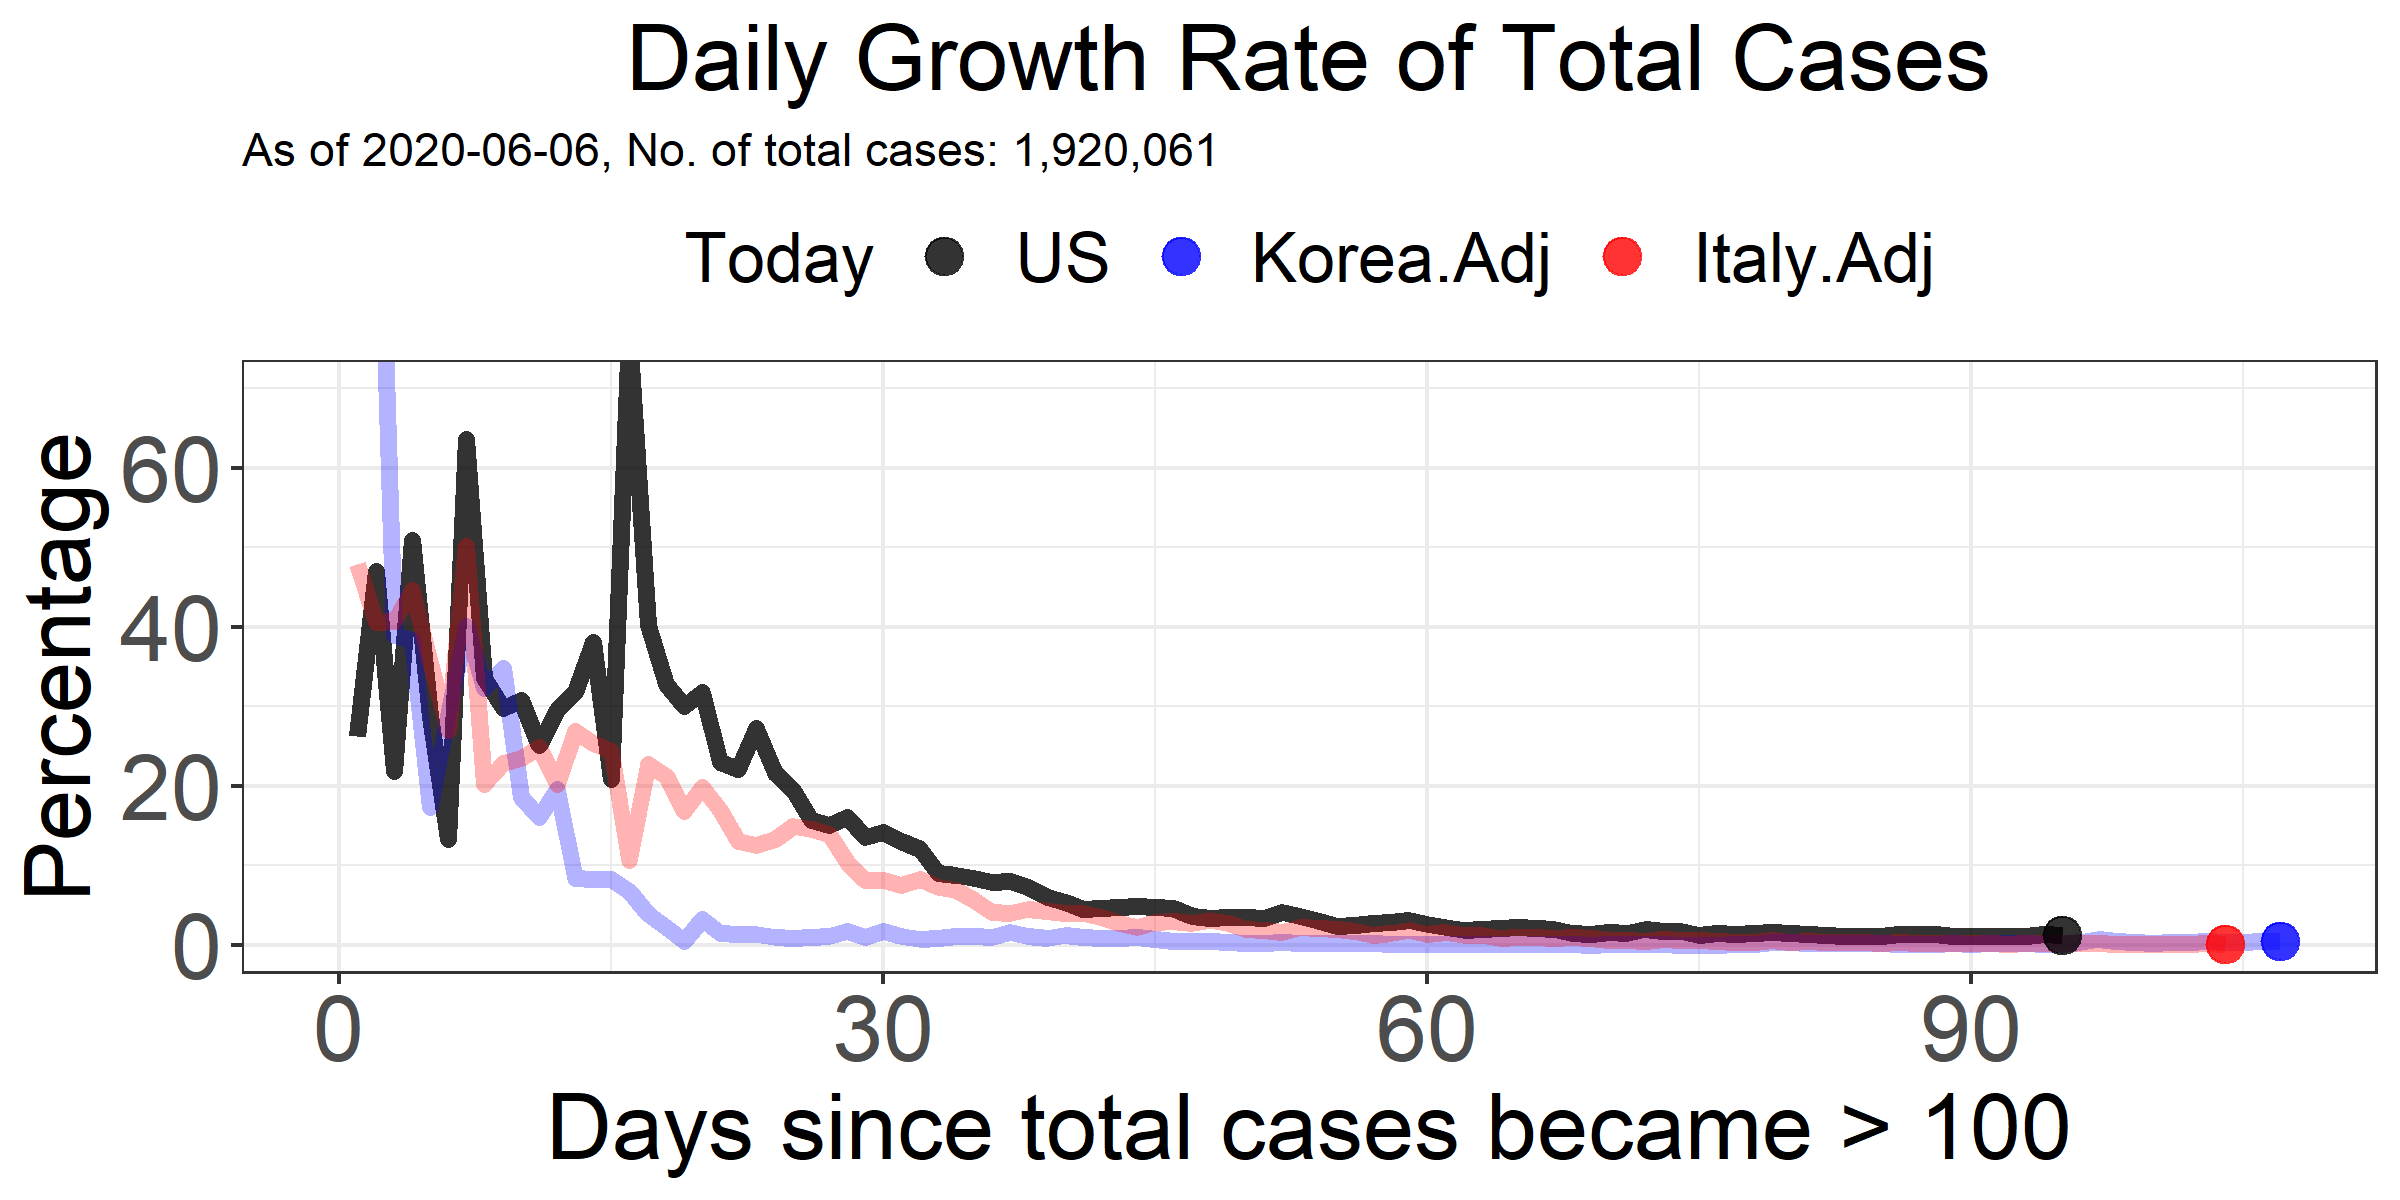 Daily Growth Rate of Total Cases
As of 2020-06-06, No. of total cases: 1,920,061
Today US Korea.Adj Italy.Adj
Percentage
60
40
20
0
0 30 60 90
Days since total cases became > 100